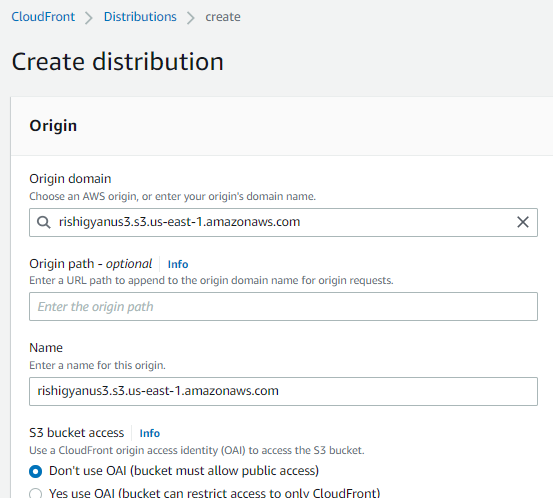 CloudFront > Distributions > create
Create distribution
Origin
Origin domain
Choose an AWS origin, or enter your origin's domain name.
rishigyanus3.s3.us-east-1.amazonaws.com
Origin path - optional Info
Enter a URL path to append to the origin domain name for origin requests.
Enter the origin path
Name
Enter a name for this origin.
rishigyanus3.s3.us-east-1.amazonaws.com
S3 bucket access Info
Use a CloudFront origin access identity (OAI) to access the S3 bucket.
Don't use OAI (bucket must allow public access)
Yes use OAI (bucket can restrict access to only CloudFront)